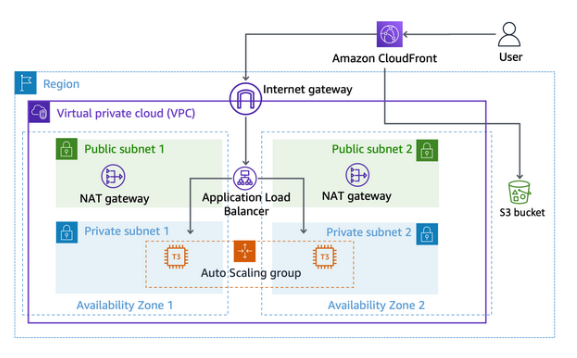 Amazon CloudFront
User
Region
Internet gateway
Virtual private cloud (VPC)
Public subnet 1
Public subnet 2
NAT gateway
Application Load
Balancer
NAT gateway
S3 bucket
Private subnet 1
Private subnet 2
T3
T3
Auto Scaling group
Availability Zone 1
Availability Zone 2